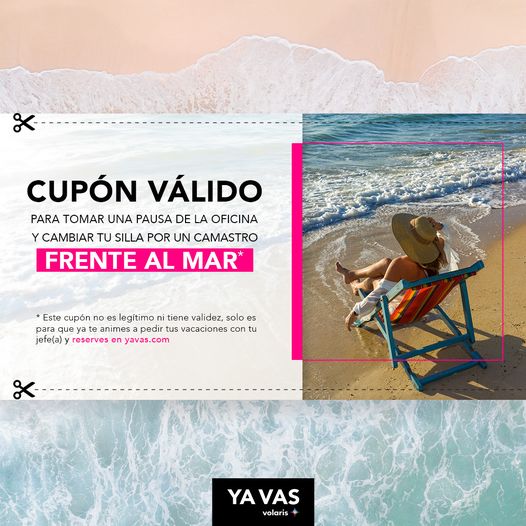 CUPÓN VÁLIDO
PARA TOMAR UNA PAUSA DE LA OFICINA
Y CAMBIAR TU SILLA POR UN CAMASTRO
FRENTE AL MAR*
* Este cupón no es legítimo ni tiene validez, solo es
para que ya te animes a pedir tus vacaciones con tu
jefe(a) y reserves en yavas.com
YA VAS
volaris